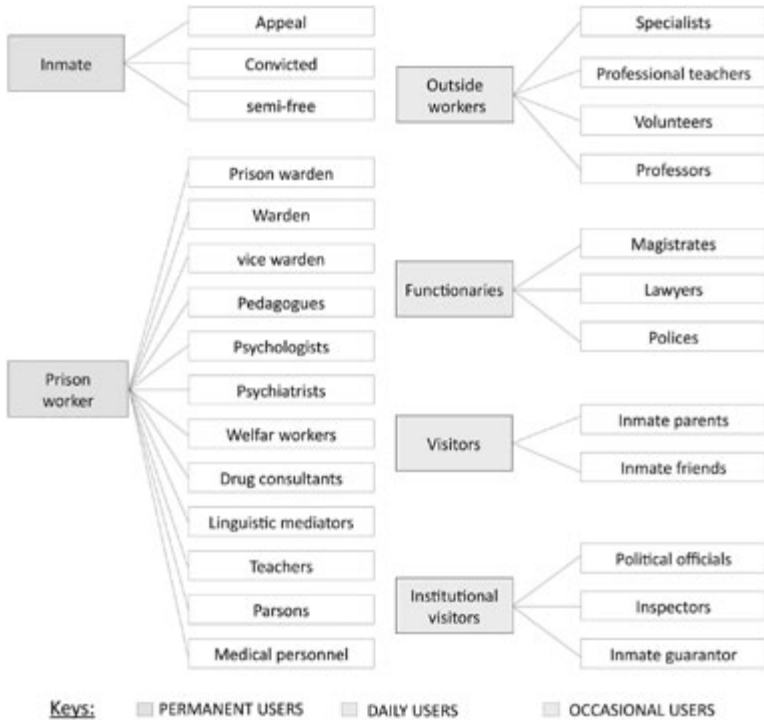 Inmate
Appeal
Convicted
semi-free
Prison
worker
Prison warden
Warden
vice warden
Pedagogues
Psychologists
Psychiatrists
Welfar workers
Drug consultants
Linguistic mediators
Teachers
Parsons
Medical personnel
Outside
workers
Specialists
Professional teachers
Volunteers
Professors
Functionaries
Magistrates
Lawyers
Polices
Visitors
Inmate parents
Inmate friends
Institutional
visitors
Political officials
Inspectors
Inmate guarantor
Keys: PERMANENT USERS DAILY USERS OCCASIONAL USERS